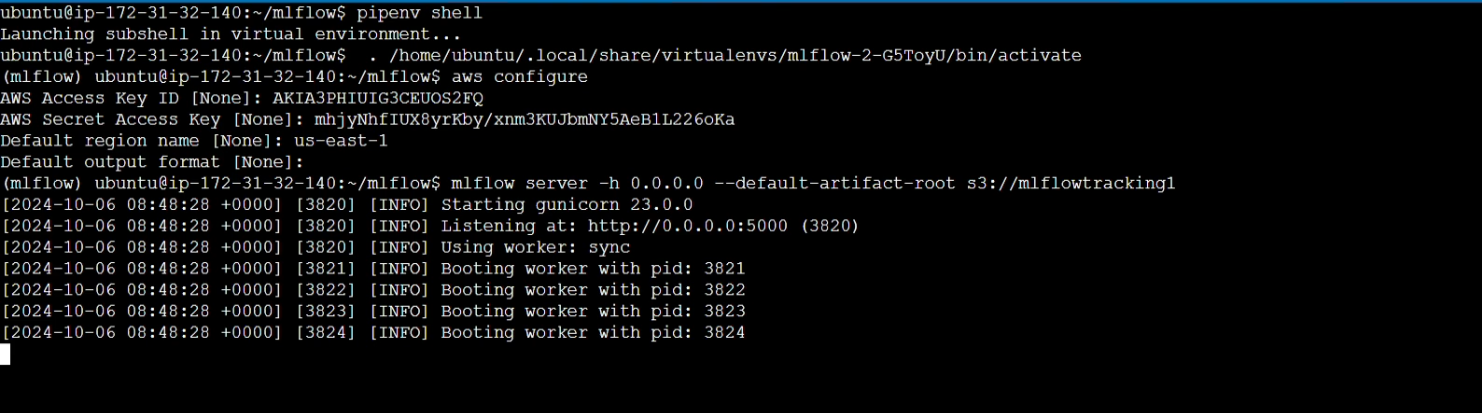 ubuntu@ip-172-31-32-140:~/mlflow$ pipenv shell
Launching subshell in virtual environment...
ubuntu@ip-172-31-32-140:~/mlflow$  . /home/ubuntu/.local/share/virtualenvs/mlflow-2-G5ToyU/bin/activate
(mlflow) ubuntu@ip-172-31-32-140:~/mlflow$ aws configure
AWS Access Key ID [None]: AKIA3PHIUIG3CEUOS2FQ
AWS Secret Access Key [None]: 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
Default region name [None]: us-east-1
Default output format [None]:
(mlflow) ubuntu@ip-172-31-32-140:~/mlflow$ mlflow server -h 0.0.0.0 --default-artifact-root s3://mlflowtracking1
[2024-10-06 08:48:28 +0000] [3820] [INFO] Starting gunicorn 23.0.0
[2024-10-06 08:48:28 +0000] [3820] [INFO] Listening at: http://0.0.0.0:5000 (3820)
[2024-10-06 08:48:28 +0000] [3820] [INFO] Using worker: sync
[2024-10-06 08:48:28 +0000] [3821] [INFO] Booting worker with pid: 3821
[2024-10-06 08:48:28 +0000] [3822] [INFO] Booting worker with pid: 3822
[2024-10-06 08:48:28 +0000] [3823] [INFO] Booting worker with pid: 3823
[2024-10-06 08:48:28 +0000] [3824] [INFO] Booting worker with pid: 3824